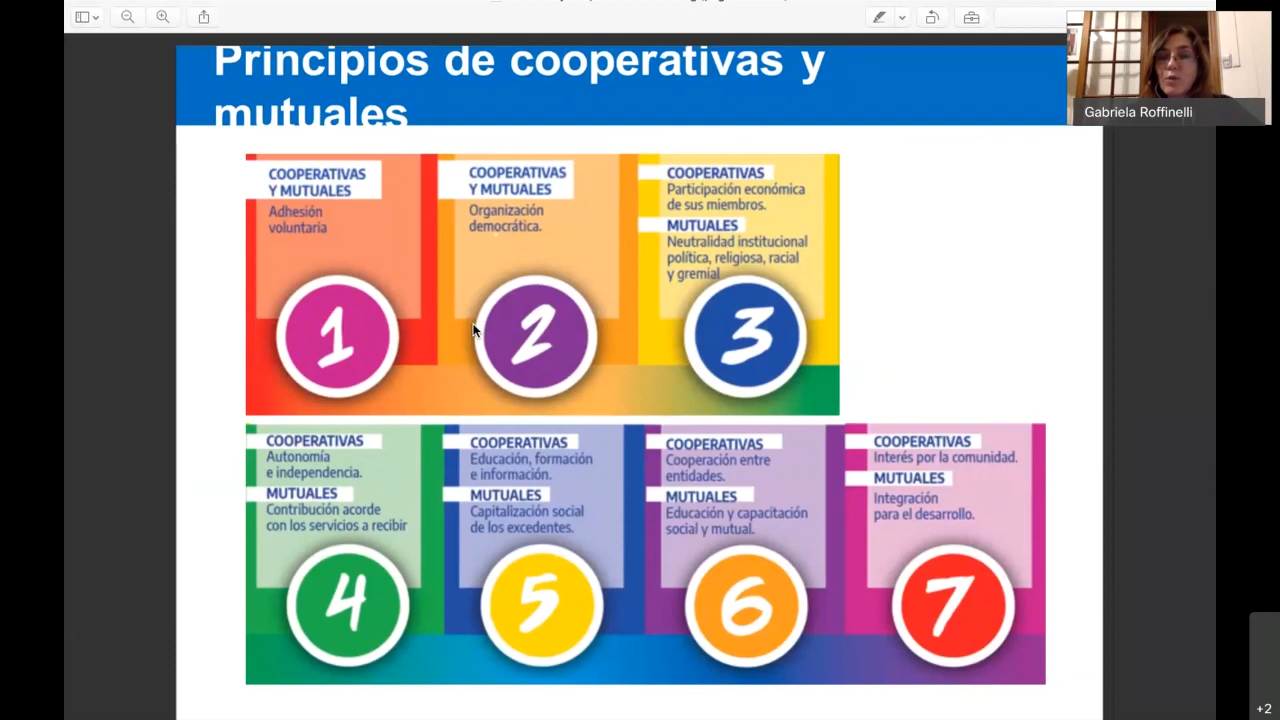 Principios de cooperativas y
mutuales
Gabriela Roffinelli
COOPERATIVAS
Y MUTUALES
Adhesión
voluntaria
1
COOPERATIVAS
Y MUTUALES
Organización
democrática.
2
COOPERATIVAS
Participación económica
de sus miembros.
MUTUALES
Neutralidad institucional
política, religiosa, racial
y gremial
3
COOPERATIVAS
Autonomía
e independencia.
MUTUALES
Contribución acorde
con los servicios a recibir
4
COOPERATIVAS
Educación, formación
e información.
MUTUALES
Capitalización social
de los excedentes.
5
COOPERATIVAS
Cooperación entre
entidades.
MUTUALES
Educación y capacitación
social y mutual.
6
COOPERATIVAS
Interés por la comunidad.
MUTUALES
Integración
para el desarrollo.
7
+2